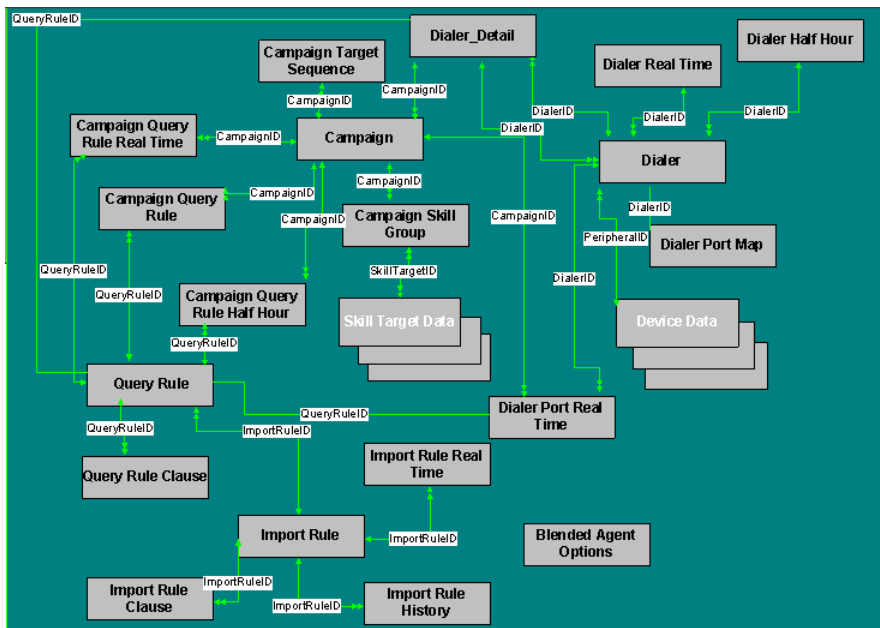 QueryRuleID
Dialer_Detail
Dialer Half Hour
Campaign Target
Sequence
Dialer Real Time
CampaignID
CampaignID
DialerID
DialerID
DialerID
DialerID
Campaign Query
Rule Real Time
CampaignID
Campaign
Dialer
Campaign Query
Rule
CampaignID
CampaignID
CampaignID
Campaign Skill
Group
CampaignID
DialerID
PeripheralID
Dialer Port Map
QueryRuleID
QueryRuleID
SkillTargetID
DialerID
Campaign Query
Rule Half Hour
Skill Target Data
Device Data
QueryRuleID
Query Rule
QueryRuleID
Dialer Port Real
Time
QueryRuleID
ImportRuleID
Import Rule Real
Time
Query Rule Clause
Import Rule
ImportRuleID
Blended Agent
Options
Import Rule
Clause
ImportRuleID
ImportRuleID
Import Rule
History